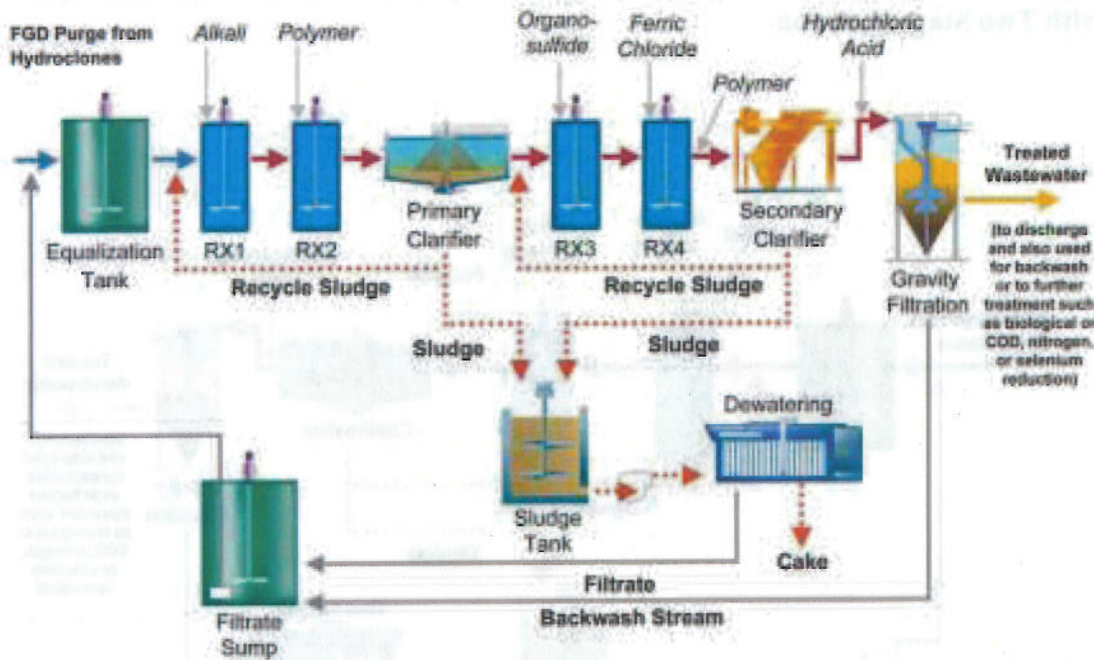 with Two Stag
FGD Purge from
Hydroclones
Alkali
Polymer
Organo-
sulfide
Ferric
Chloride
Polymer
Hydrochloric
Acid
Equalization
Tank
RX1
RX2
Primary
Clarifier
RX3
RX4
Secondary
Clarifier
Gravity
Filtration
Treated
Wastewater
(to discharge
and also used
for backwash
or to further
treatment such
as biological or
COD, nitrogen,
or selenium
reduction)
Recycle Sludge
Recycle Sludge
Sludge
Sludge
Sludge
Tank
Dewatering
Cake
Filtrate
Backwash Stream
Filtrate
Sump